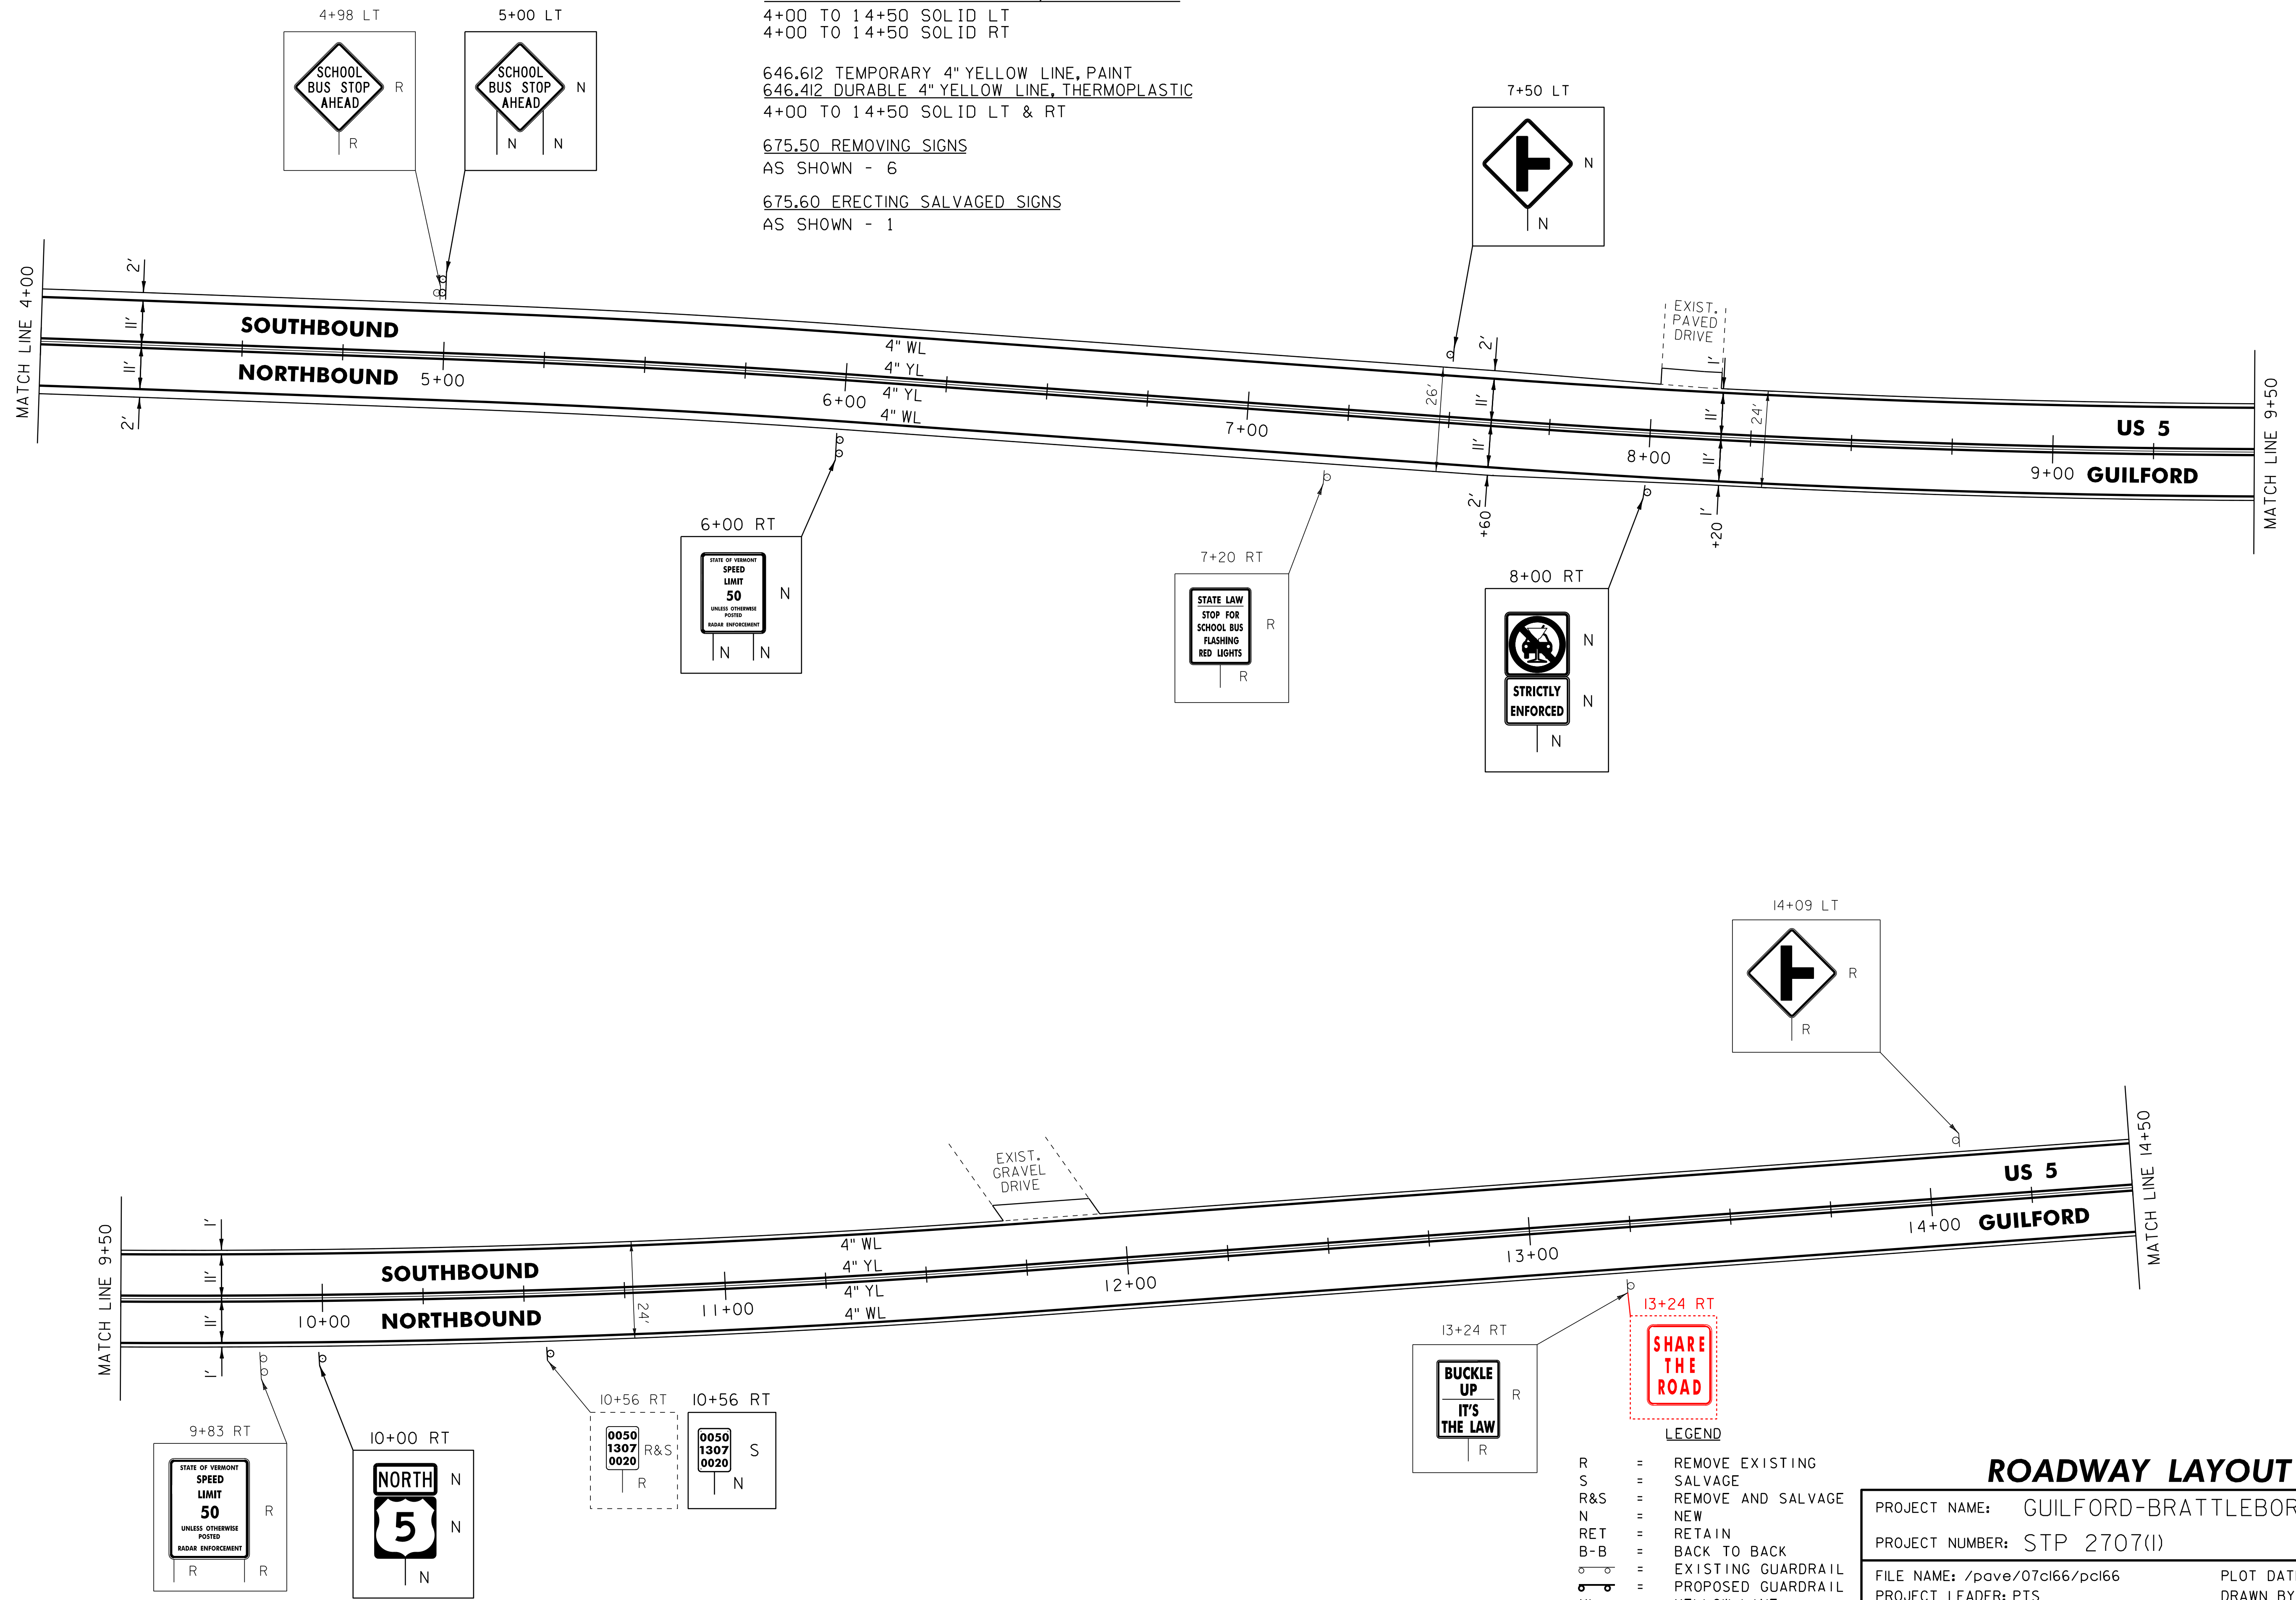 4+98 LT
SCHOOL
BUS STOP
AHEAD
R
R
5+00 LT
SCHOOL
BUS STOP
AHEAD
N
N N
4+00 TO 14+50 SOLID LT
4+00 TO 14+50 SOLID RT
646.612 TEMPORARY 4" YELLOW LINE, PAINT
646.412 DURABLE 4" YELLOW LINE, THERMOPLASTIC
4+00 TO 14+50 SOLID LT & RT
675.50 REMOVING SIGNS
AS SHOWN - 6
675.60 ERECTING SALVAGED SIGNS
AS SHOWN - 1
7+50 LT
N
N
MATCH LINE 4+00
2'
11'
11'
2'
SOUTHBOUND
NORTHBOUND
5+00
6+00
4" WL
4" YL
4" YL
4" WL
7+00
26'
2'
11'
11'
2'
+60
EXIST.
PAVED
DRIVE
1'
11'
11'
1'
+20
24'
8+00
9+00
US 5
GUILFORD
MATCH LINE 9+50
6+00 RT
STATE OF VERMONT
SPEED
LIMIT
50
UNLESS OTHERWISE
POSTED
RADAR ENFORCEMENT
N
N N
7+20 RT
STATE LAW
STOP FOR
SCHOOL BUS
FLASHING
RED LIGHTS
R
R
8+00 RT
N
STRICTLY
ENFORCED
N
N
14+09 LT
R
R
MATCH LINE 9+50
1'
11'
11'
1'
SOUTHBOUND
NORTHBOUND
10+00
24'
11+00
4" WL
4" YL
4" YL
4" WL
EXIST.
GRAVEL
DRIVE
12+00
13+00
14+00
US 5
GUILFORD
MATCH LINE 14+50
9+83 RT
STATE OF VERMONT
SPEED
LIMIT
50
UNLESS OTHERWISE
POSTED
RADAR ENFORCEMENT
R
R R
10+00 RT
NORTH
N
5
N
N
10+56 RT
0050
1307
0020
R&S
R
10+56 RT
0050
1307
0020
S
N
13+24 RT
BUCKLE
UP
IT'S
THE LAW
R
R
13+24 RT
SHARE
THE
ROAD
LEGEND
R = REMOVE EXISTING
S = SALVAGE
R&S = REMOVE AND SALVAGE
N = NEW
RET = RETAIN
B-B = BACK TO BACK
= EXISTING GUARDRAIL
= PROPOSED GUARDRAIL
ROADWAY LAYOUT
PROJECT NAME: GUILFORD-BRATTLEBOR
PROJECT NUMBER: STP 2707(1)
FILE NAME: /pave/07c166/pc166
PLOT DAT
PROJECT LEADER: PTS
DRAWN BY